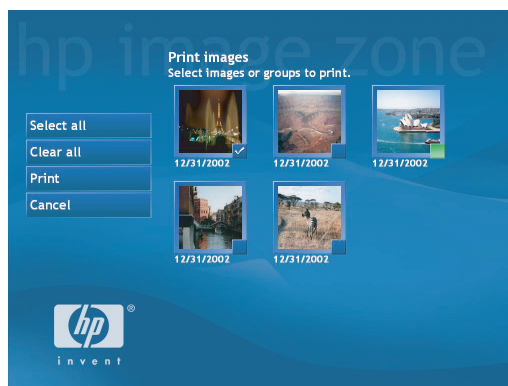 hp image zone
Print images
Select images or groups to print.
Select all
Clear all
Print
Cancel
12/31/2002
12/31/2002
12/31/2002
12/31/2002
12/31/2002
hp ®
invent